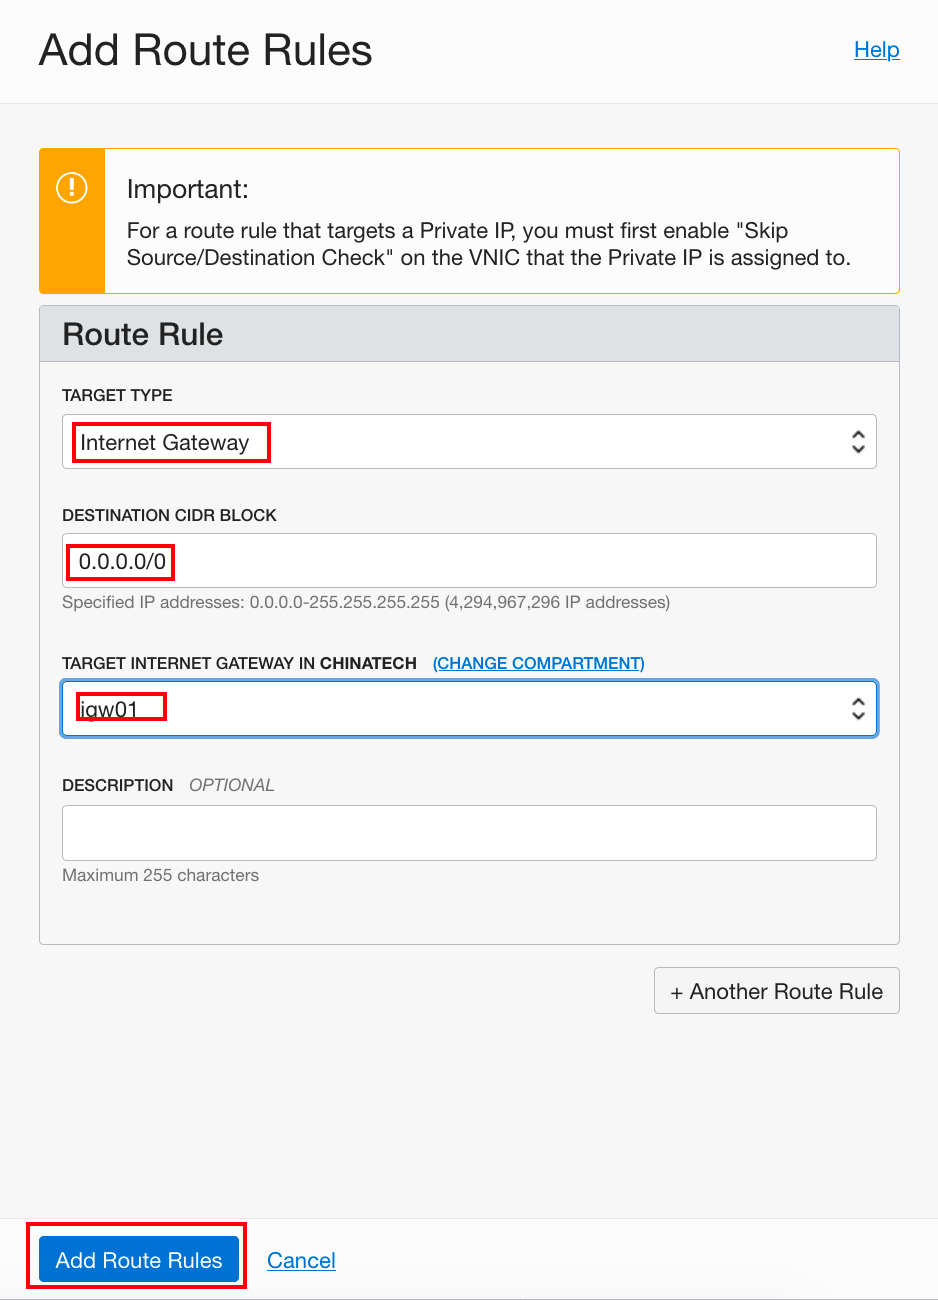 Add Route Rules
Help
Important:
For a route rule that targets a Private IP, you must first enable "Skip
Source/Destination Check" on the VNIC that the Private IP is assigned to.
Route Rule
TARGET TYPE
Internet Gateway
DESTINATION CIDR BLOCK
0.0.0.0/0
Specified IP addresses: 0.0.0.0-255.255.255.255 (4,294,967,296 IP addresses)
TARGET INTERNET GATEWAY IN CHINATECH (CHANGE COMPARTMENT)
igw01
DESCRIPTION OPTIONAL
Maximum 255 characters
+ Another Route Rule
Add Route Rules
Cancel